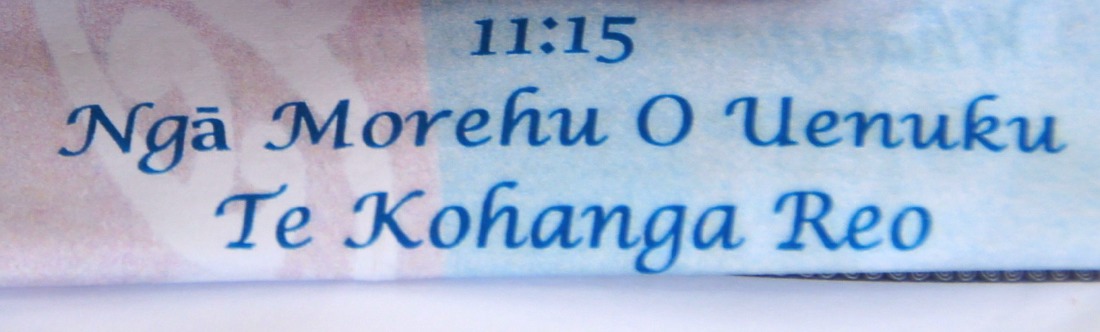 11:15
Ngā Morehu O Uenuku
Te Kohanga Reo